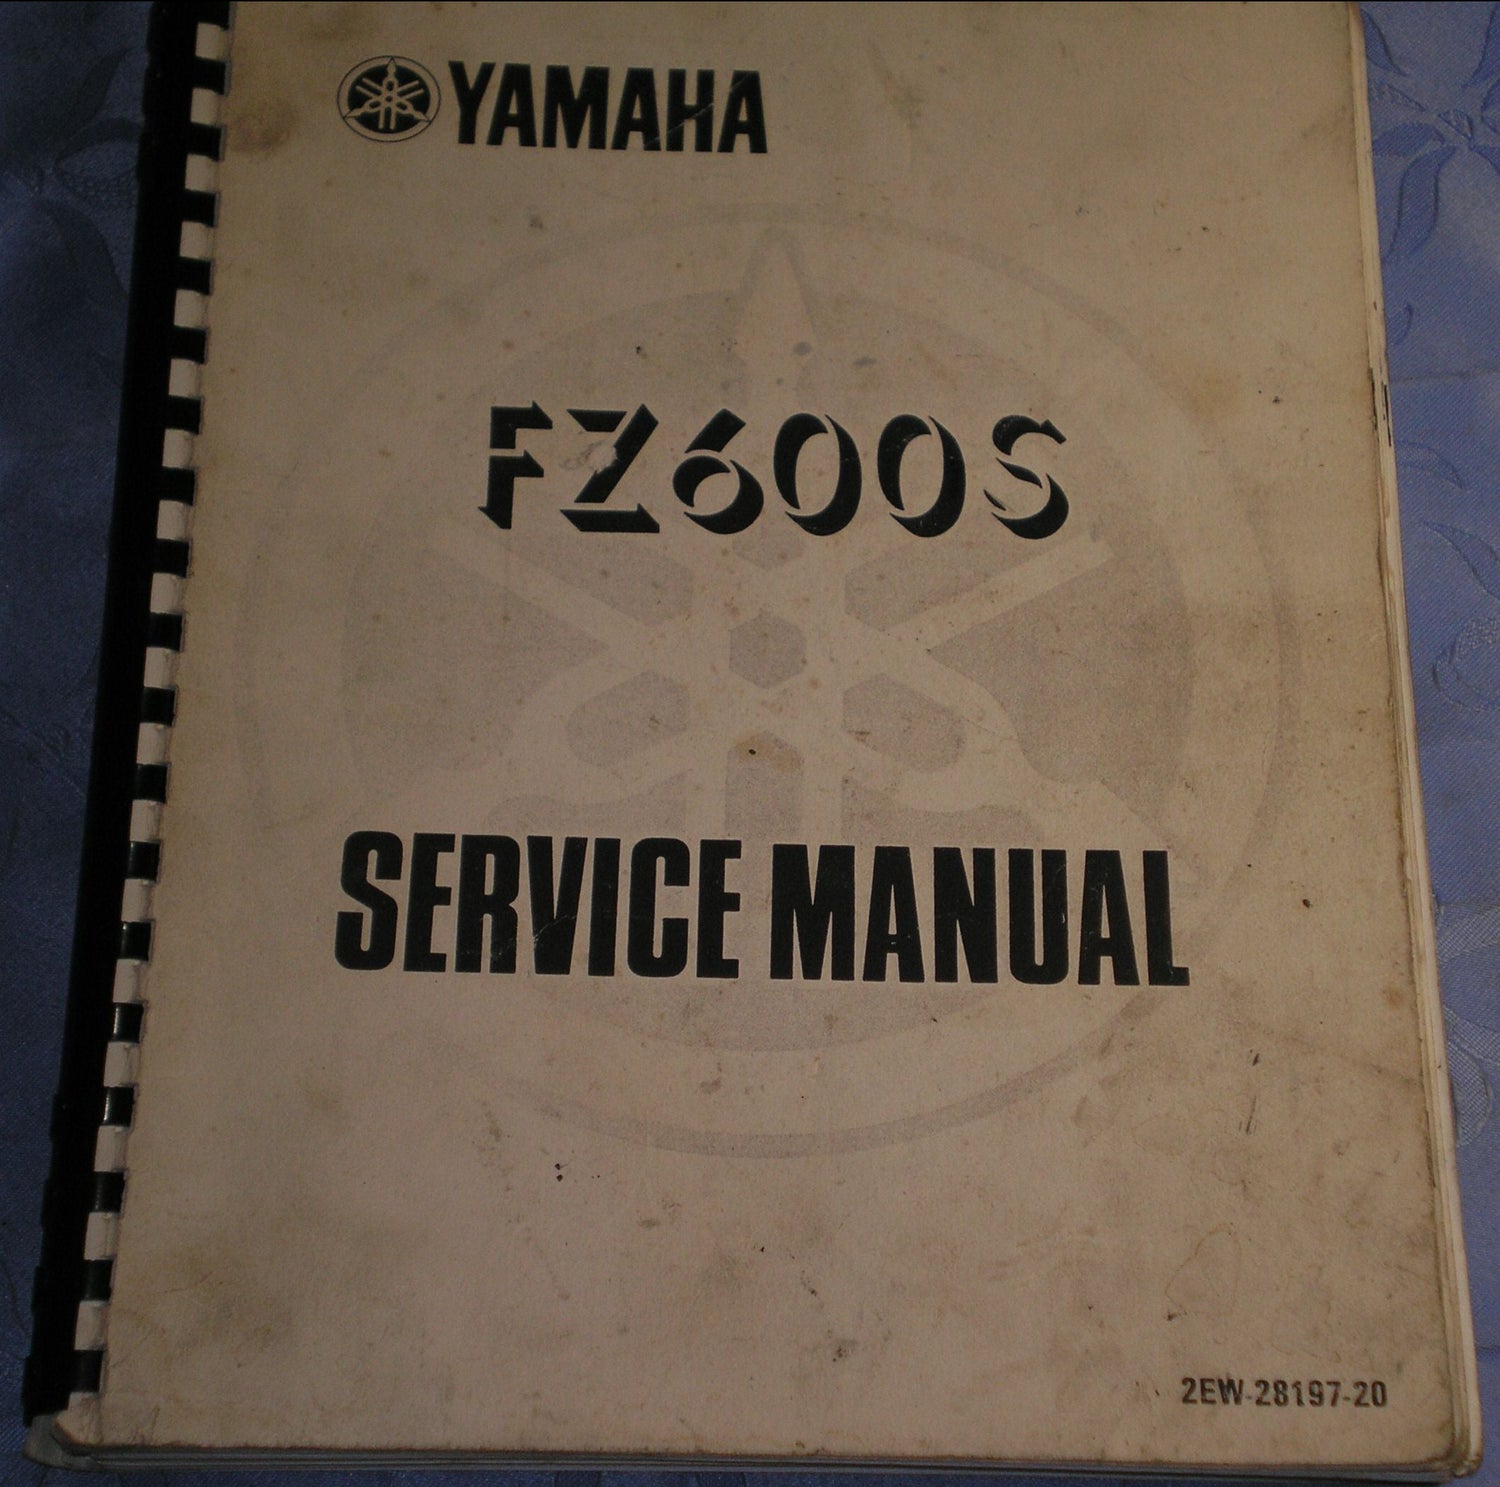 YAMAHA
FZ600S
SERVICE MANUAL
2EW-28197-20